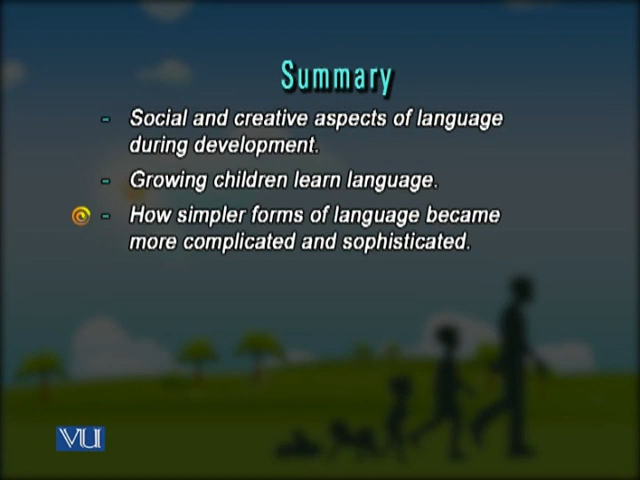 Summary
- Social and creative aspects of language
during development.
- Growing children learn language.
- How simpler forms of language became
more complicated and sophisticated.
VU